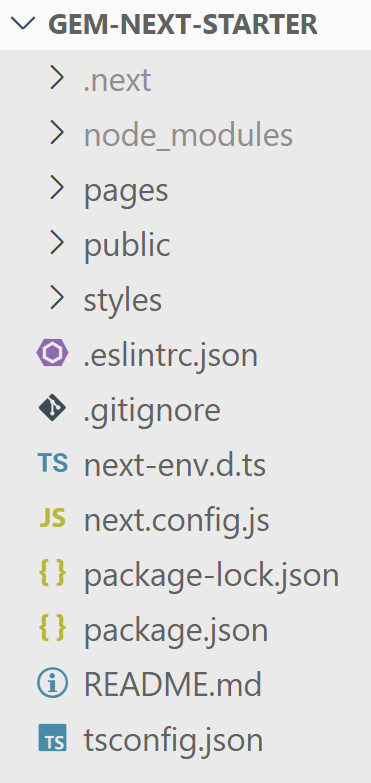 GEM-NEXT-STARTER
.next
node_modules
pages
public
styles
.eslintrc.json
.gitignore
TS next-env.d.ts
JS next.config.js
{ } package-lock.json
{ } package.json
README.md
TS tsconfig.json